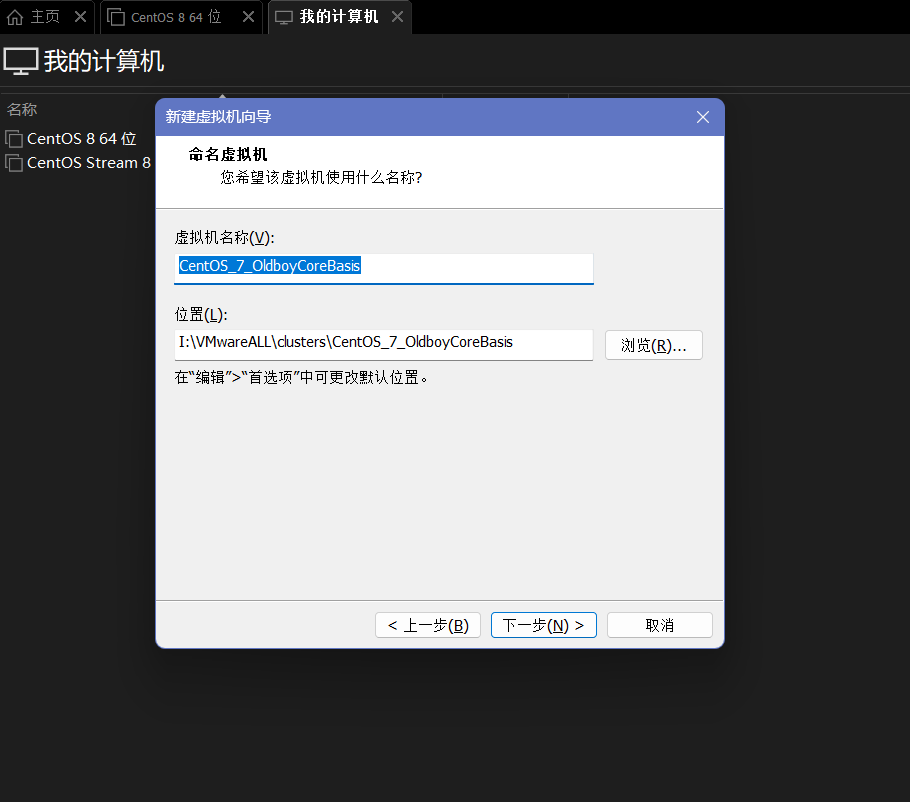 主页
CentOS 8 64 位
我的计算机
我的计算机
名称
CentOS 8 64 位
CentOS Stream 8
新建虚拟机向导
命名虚拟机
您希望该虚拟机使用什么名称?
虚拟机名称(V):
CentOS_7_OldboyCoreBasis
位置(L):
I:\VMwareALL\clusters\CentOS_7_OldboyCoreBasis
浏览(R)...
在“编辑”>“首选项”中可更改默认位置。
< 上一步(B)
下一步(N) >
取消